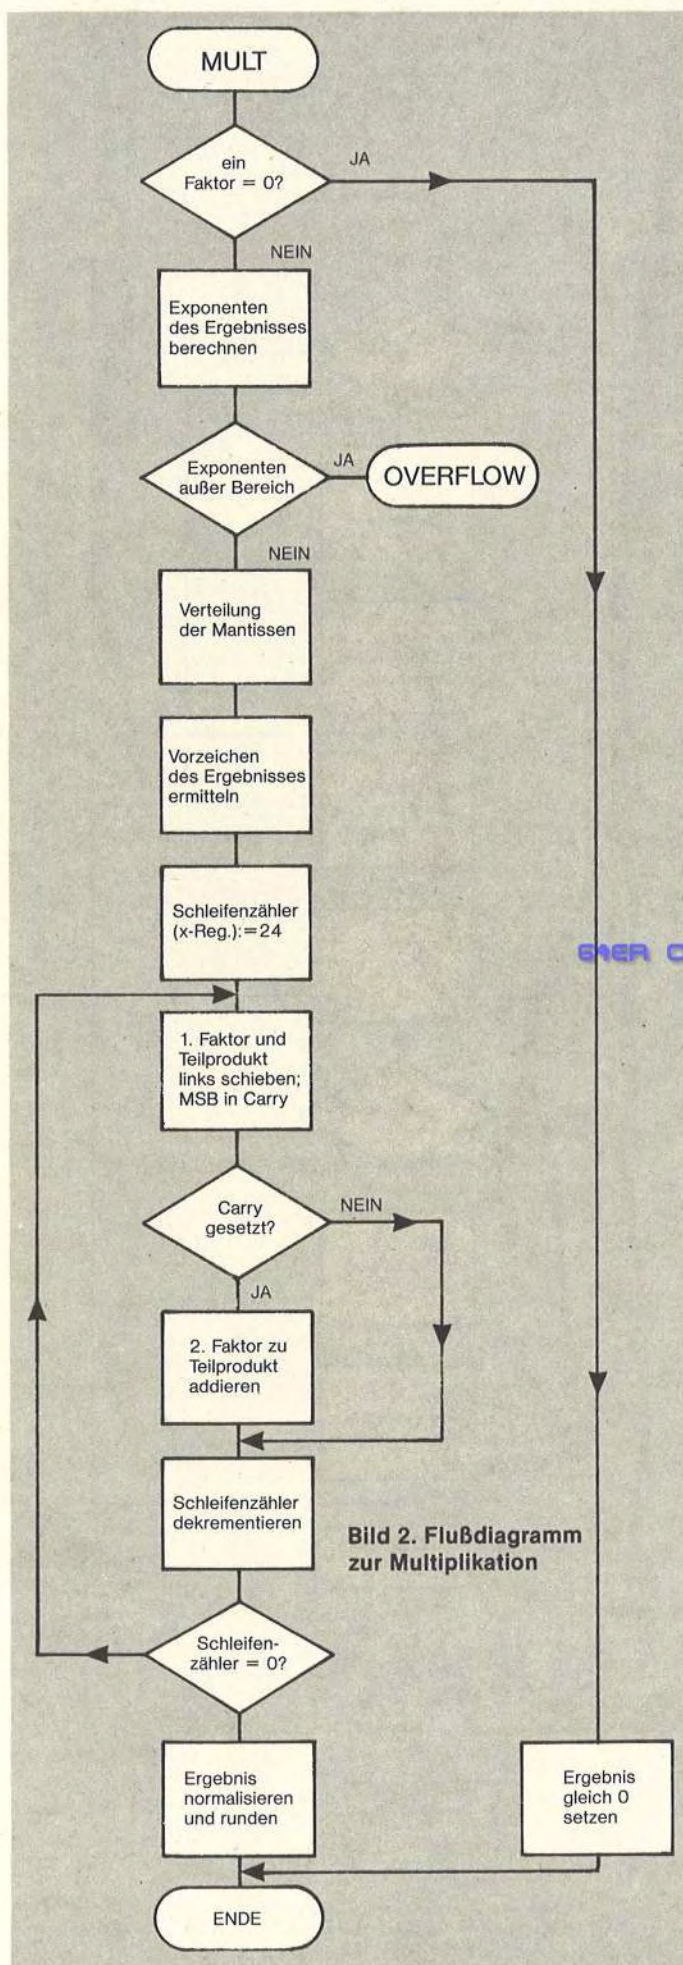 MULT
ein
Faktor = 0?
JA
NEIN
Exponenten
des Ergebnisses
berechnen
Exponenten
außer Bereich
JA
OVERFLOW
NEIN
Verteilung
der Mantissen
Vorzeichen
des Ergebnisses
ermitteln
Schleifenzähler
(x-Reg.):=24
64ER O
1. Faktor und
Teilprodukt
links schieben;
MSB in Carry
Carry
gesetzt?
NEIN
JA
2. Faktor zu
Teilprodukt
addieren
Schleifenzähler
dekrementieren
Bild 2. Flußdiagramm
zur Multiplikation
Schleifen-
zähler = 0?
Ergebnis
normalisieren
und runden
Ergebnis
gleich 0
setzen
ENDE